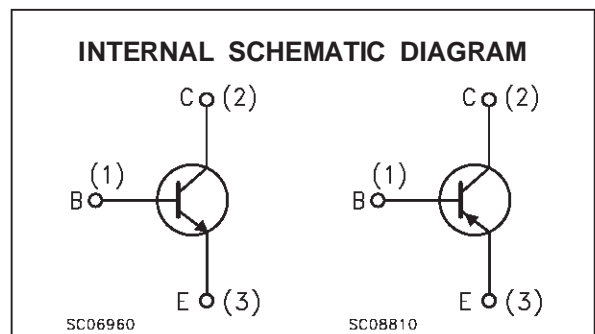 INTERNAL SCHEMATIC DIAGRAM
C (2)
(1)
B
E (3)
SC06960
C (2)
(1)
B
E (3)
SC08810